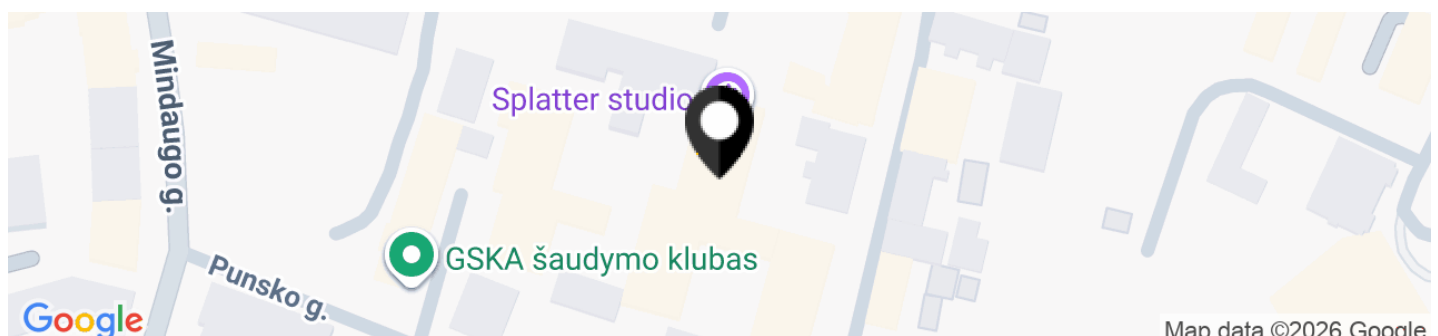 Mindaugo g.
Splatter studio
GSKA šaudymo klubas
Punsko g.
Google
Map data ©2026 Google